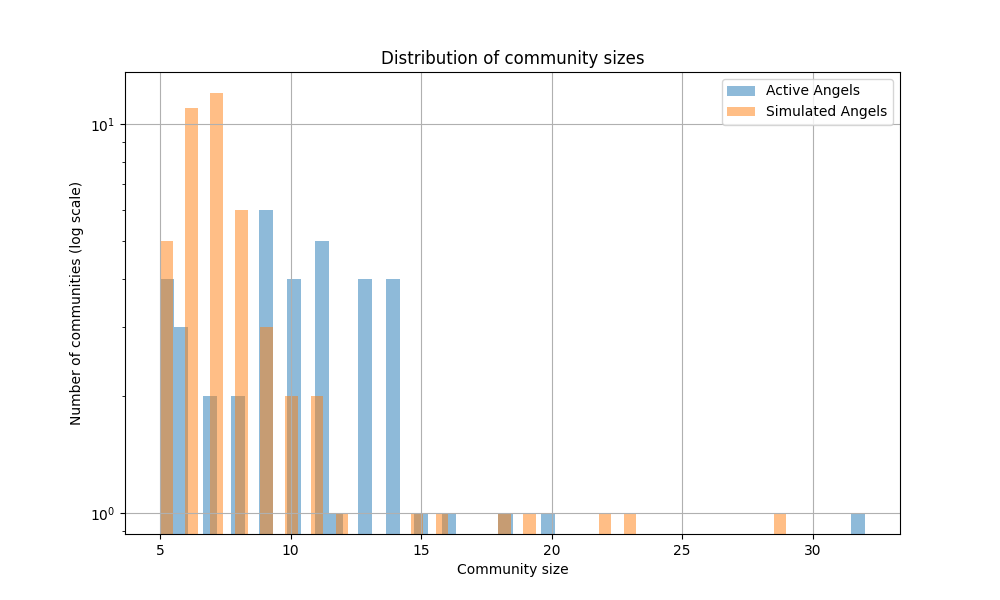 Distribution of community sizes
Active Angels
Simulated Angels
10¹
10⁰
Number of communities (log scale)
5 10 15 20 25 30
Community size